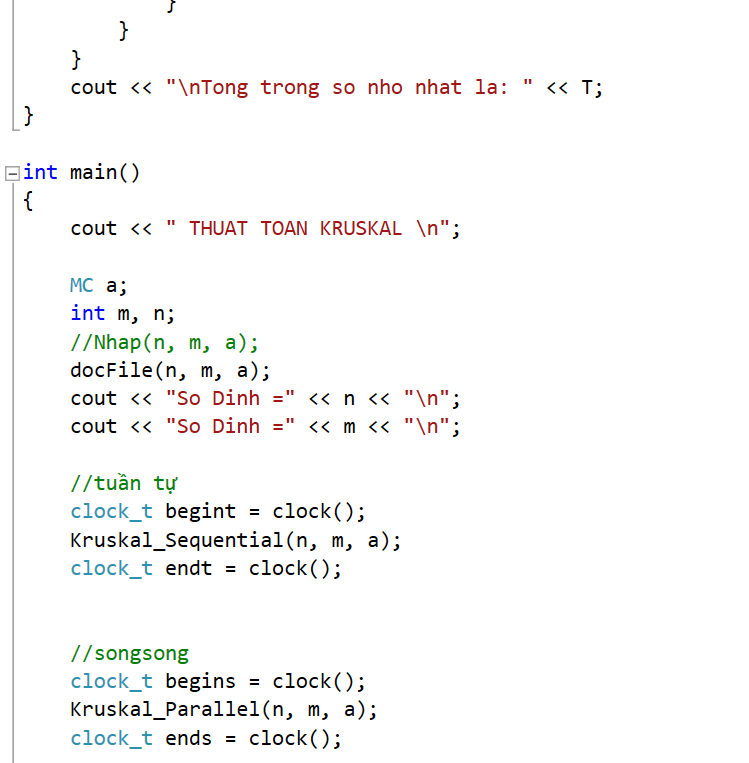 }
}
}
cout << "\nTong trong so nho nhat la: " << T;
}
int main()
{
cout << " THUAT TOAN KRUSKAL \n";
MC a;
int m, n;
//Nhap(n, m, a);
docFile(n, m, a);
cout << "So Dinh =" << n << "\n";
cout << "So Dinh =" << m << "\n";
//tuần tự
clock_t begint = clock();
Kruskal_Sequential(n, m, a);
clock_t endt = clock();
//songsong
clock_t begins = clock();
Kruskal_Parallel(n, m, a);
clock_t ends = clock();